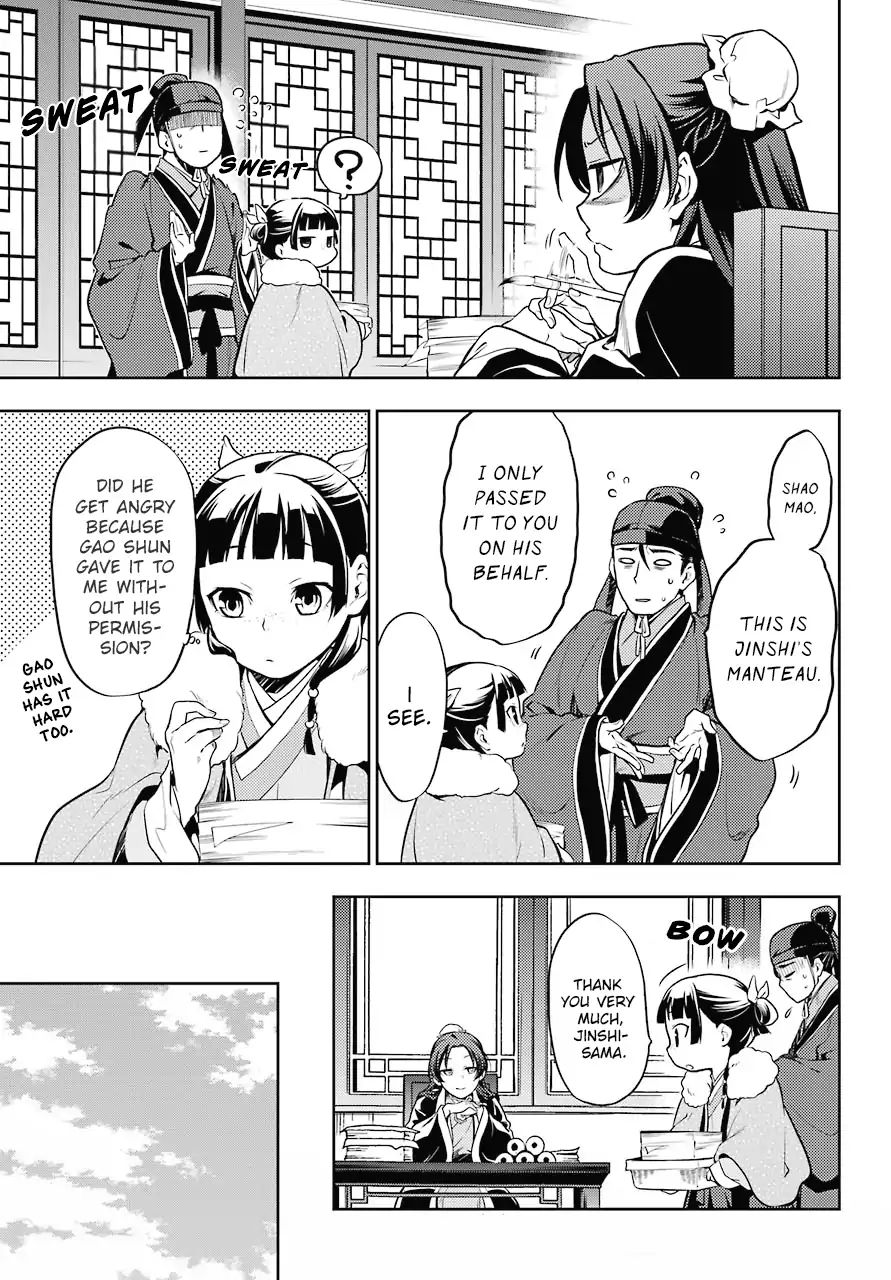 SWEAT
SWEAT
?
SHAO
MAO,
THIS IS
JINSHI'S
MANTEAU.
I ONLY
PASSED
IT TO YOU
ON HIS
BEHALF.
I
SEE.
DID HE
GET ANGRY
BECAUSE
GAO SHUN
GAVE IT TO
ME WITH-
OUT HIS
PERMIS-
SION?
GAO
SHUN
HAS IT
HARD
TOO.
BOW
THANK
YOU VERY
MUCH,
JINSHI-
SAMA.